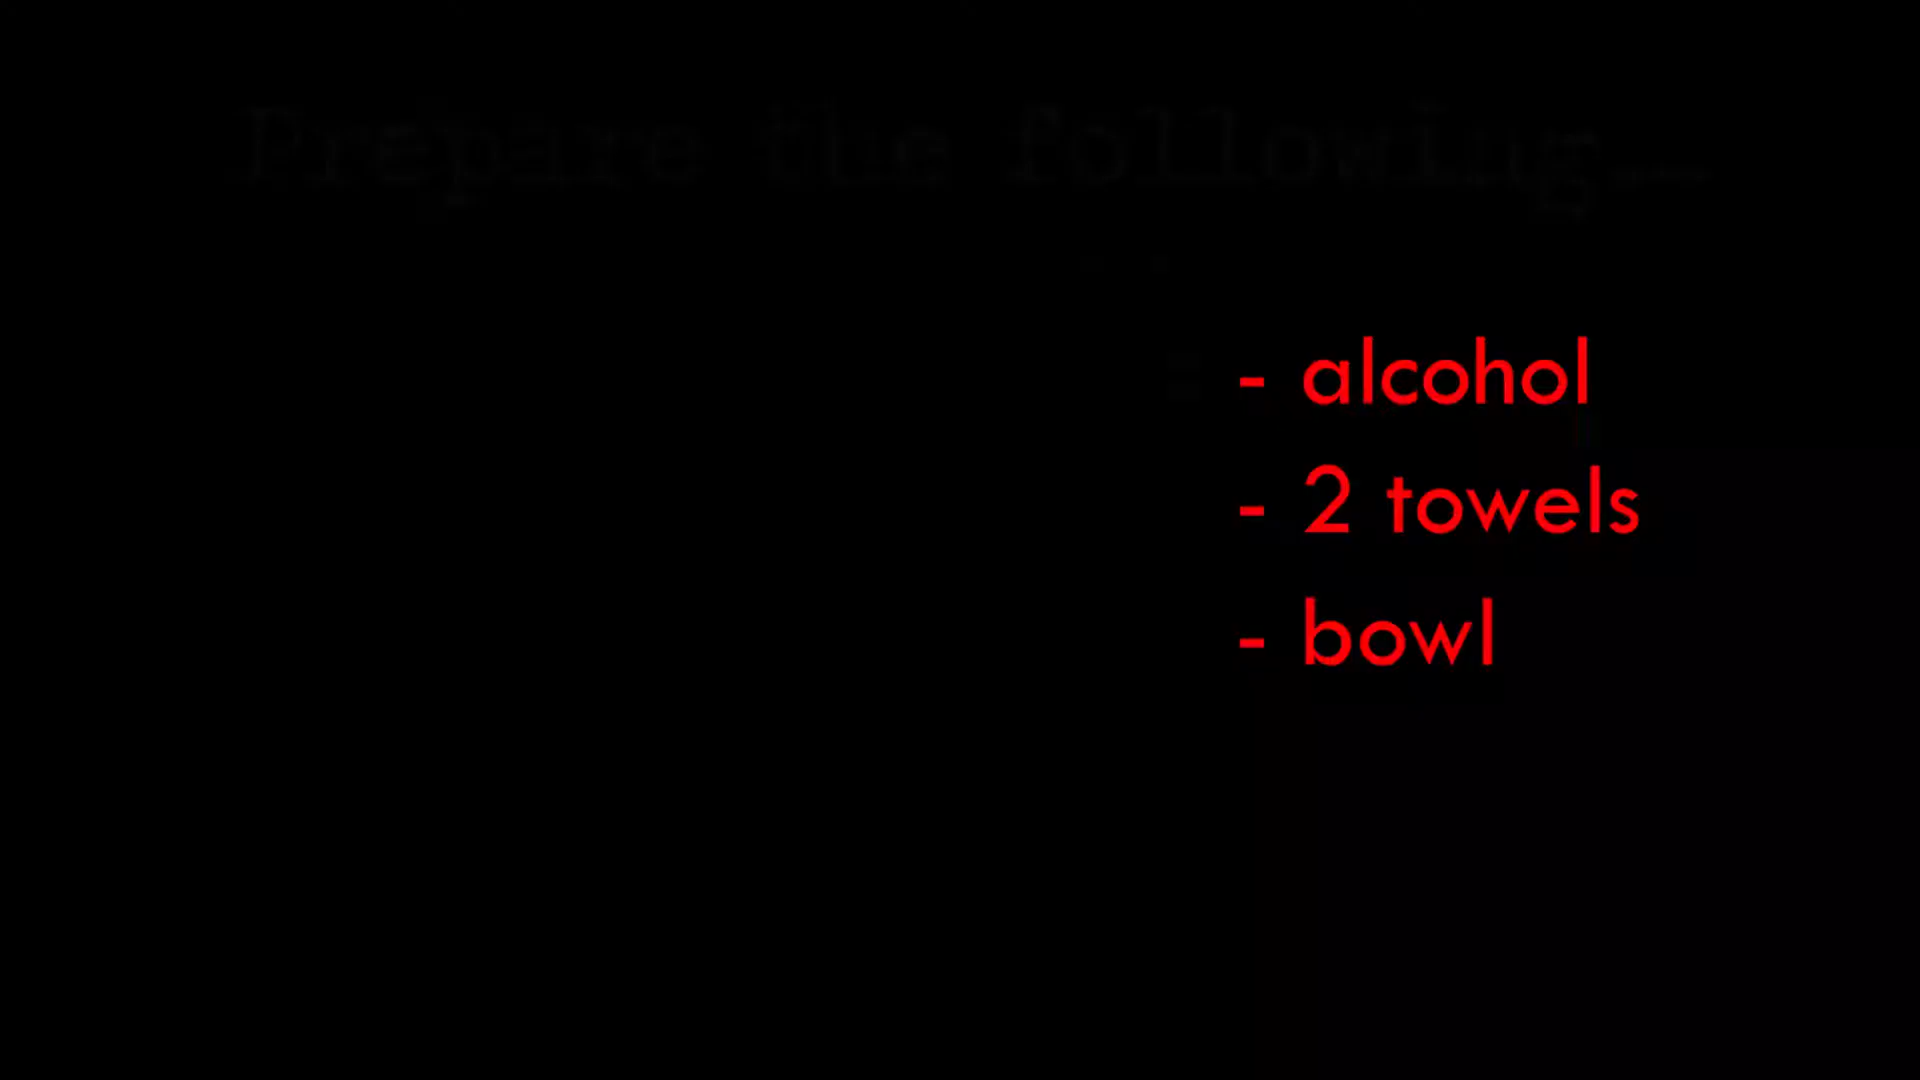 Prepare the following...
- alcohol
- 2 towels
- bowl